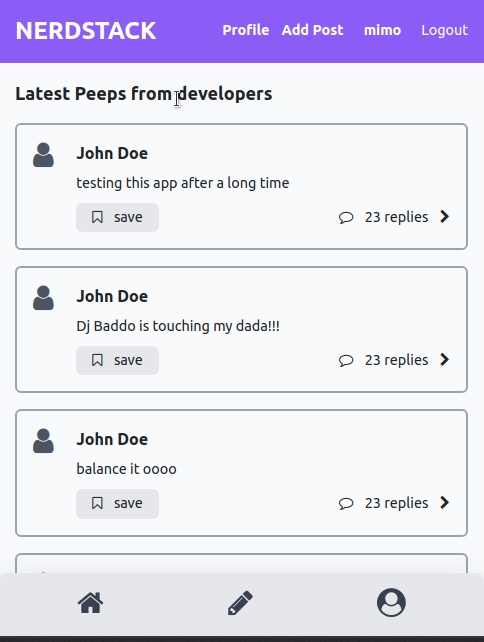 NERDSTACK Profile Add Post mimo Logout
Latest Peeps from developers
John Doe
testing this app after a long time
save 23 replies
John Doe
Dj Baddo is touching my dada!!!
save 23 replies
John Doe
balance it oooo
save 23 replies